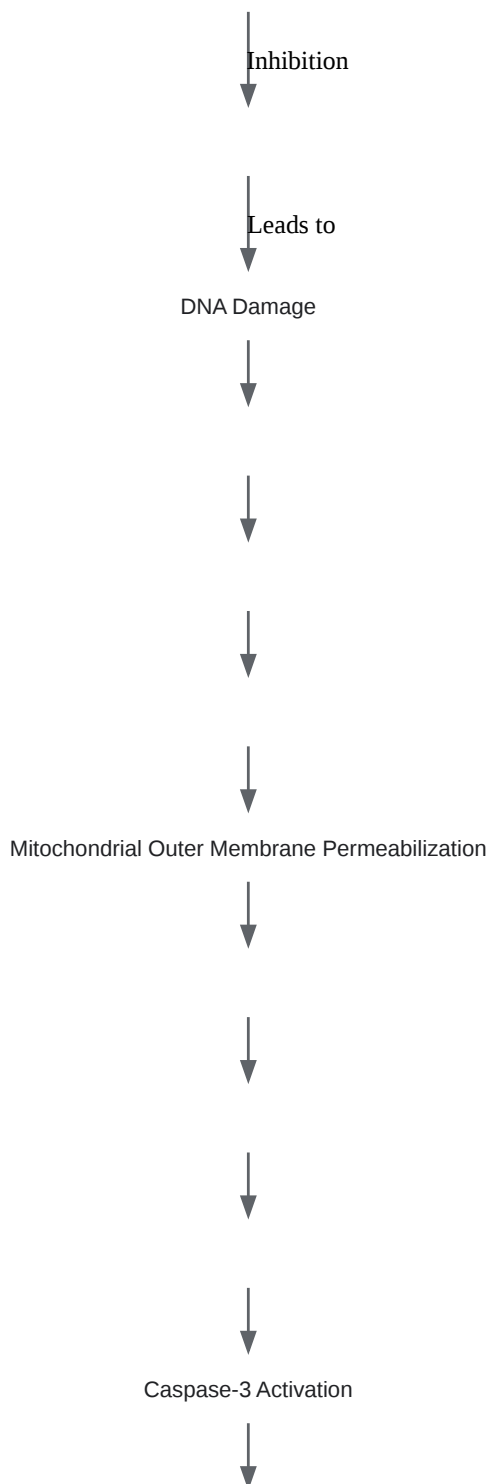 Inhibition
Leads to
DNA Damage
Mitochondrial Outer Membrane Permeabilization
Caspase-3 Activation